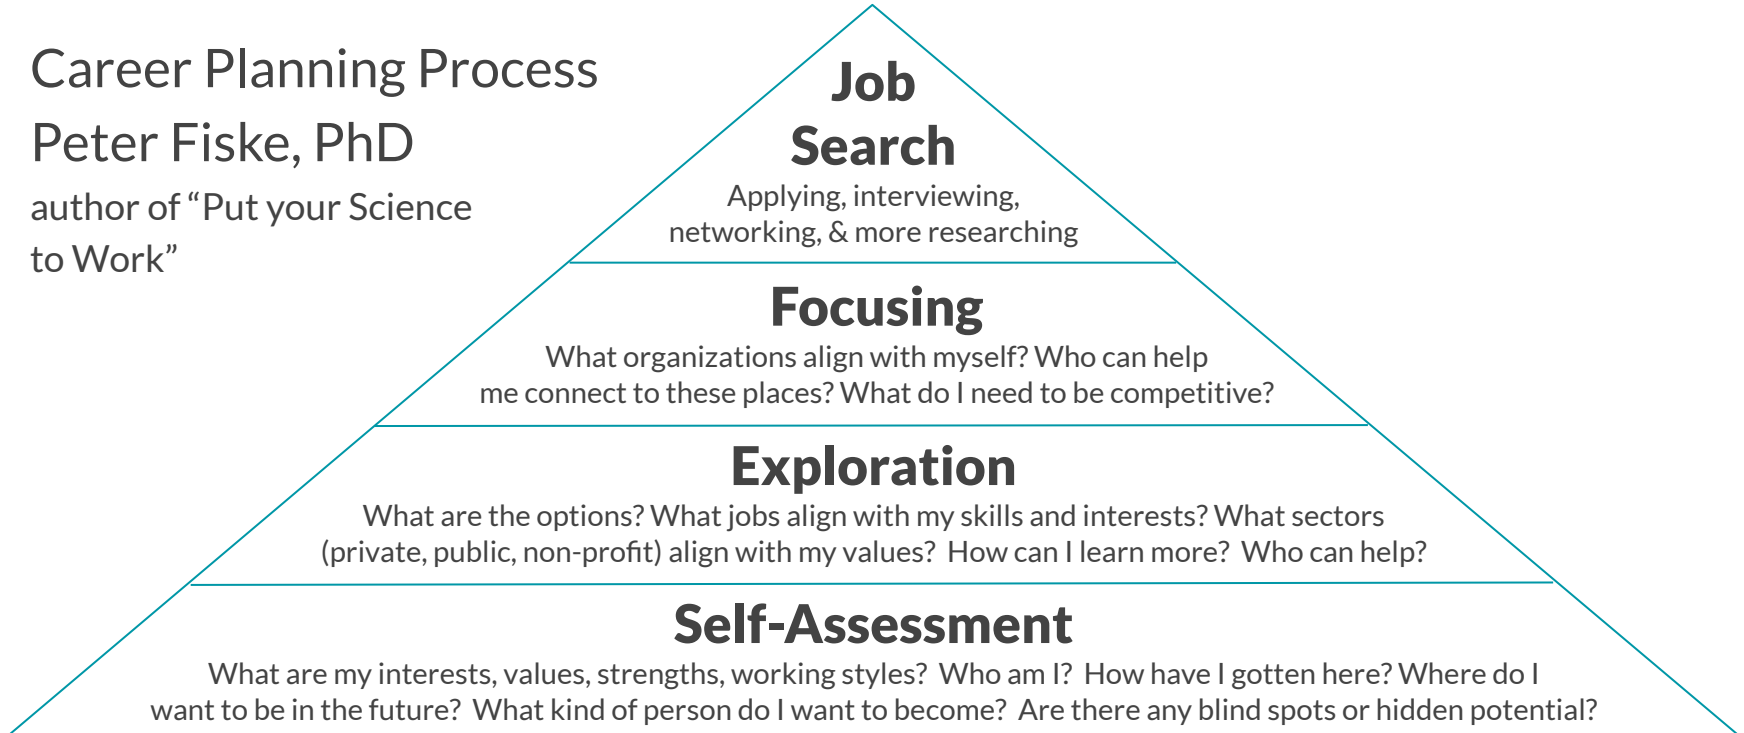 Career Planning Process
Peter Fiske, PhD
author of “Put your Science
to Work”
Job
Search
Applying, interviewing,
networking, & more researching
Focusing
What organizations align with myself? Who can help
me connect to these places? What do I need to be competitive?
Exploration
What are the options? What jobs align with my skills and interests? What sectors
(private, public, non-profit) align with my values?  How can I learn more?  Who can help?
Self-Assessment
What are my interests, values, strengths, working styles?  Who am I?  How have I gotten here? Where do I
want to be in the future?  What kind of person do I want to become?  Are there any blind spots or hidden potential?